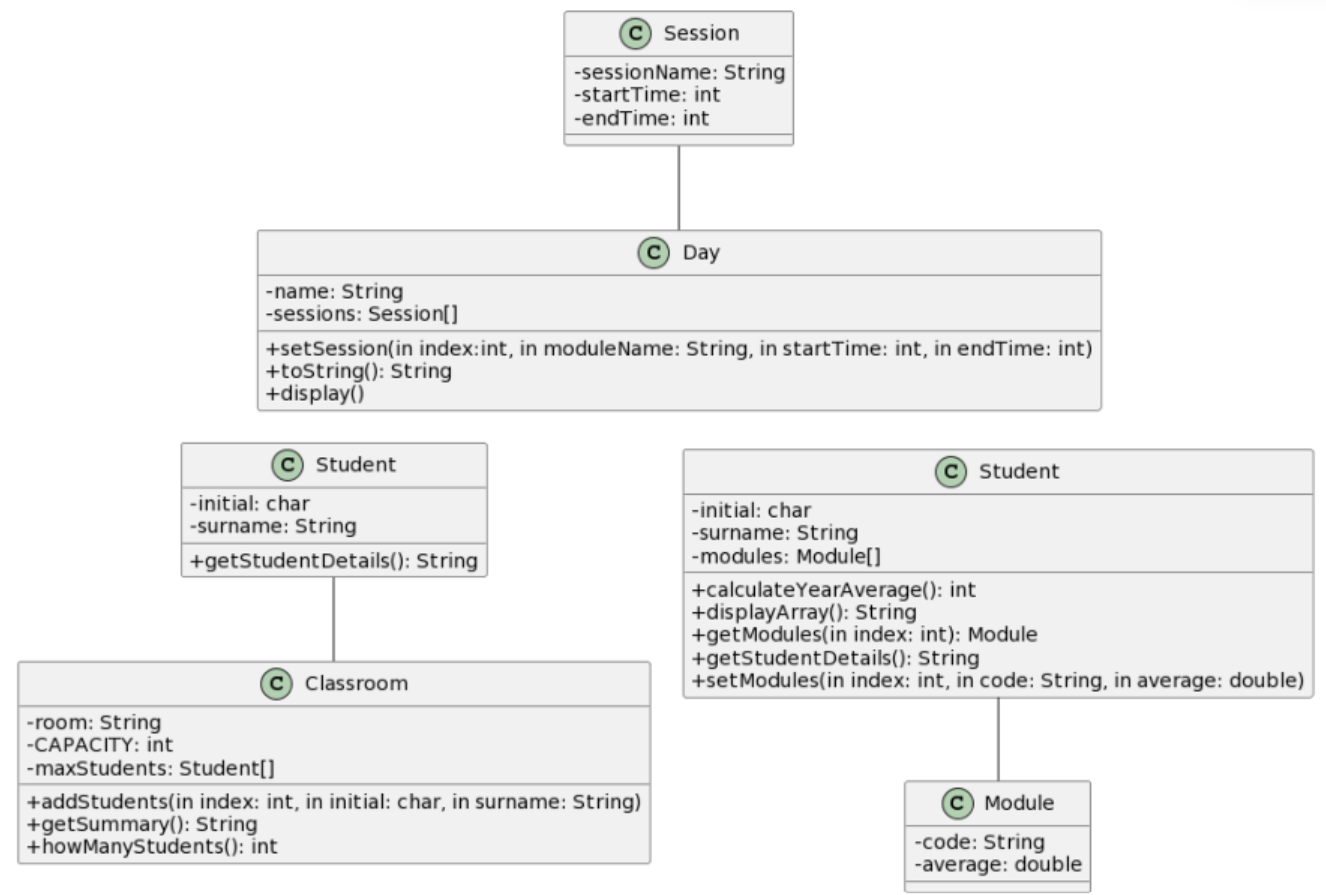 C Session
-sessionName: String
-startTime: int
-endTime: int
C Day
-name: String
-sessions: Session[]
+setSession(in index:int, in moduleName: String, in startTime: int, in endTime: int)
+toString(): String
+display()
C Student
-initial: char
-surname: String
+getStudentDetails(): String
C Classroom
-room: String
-CAPACITY: int
-maxStudents: Student[]
+addStudents(in index: int, in initial: char, in surname: String)
+getSummary(): String
+howManyStudents(): int
C Student
-initial: char
-surname: String
-modules: Module[]
+calculateYearAverage(): int
+displayArray(): String
+getModules(in index: int): Module
+getStudentDetails(): String
+setModules(in index: int, in code: String, in average: double)
C Module
-code: String
-average: double